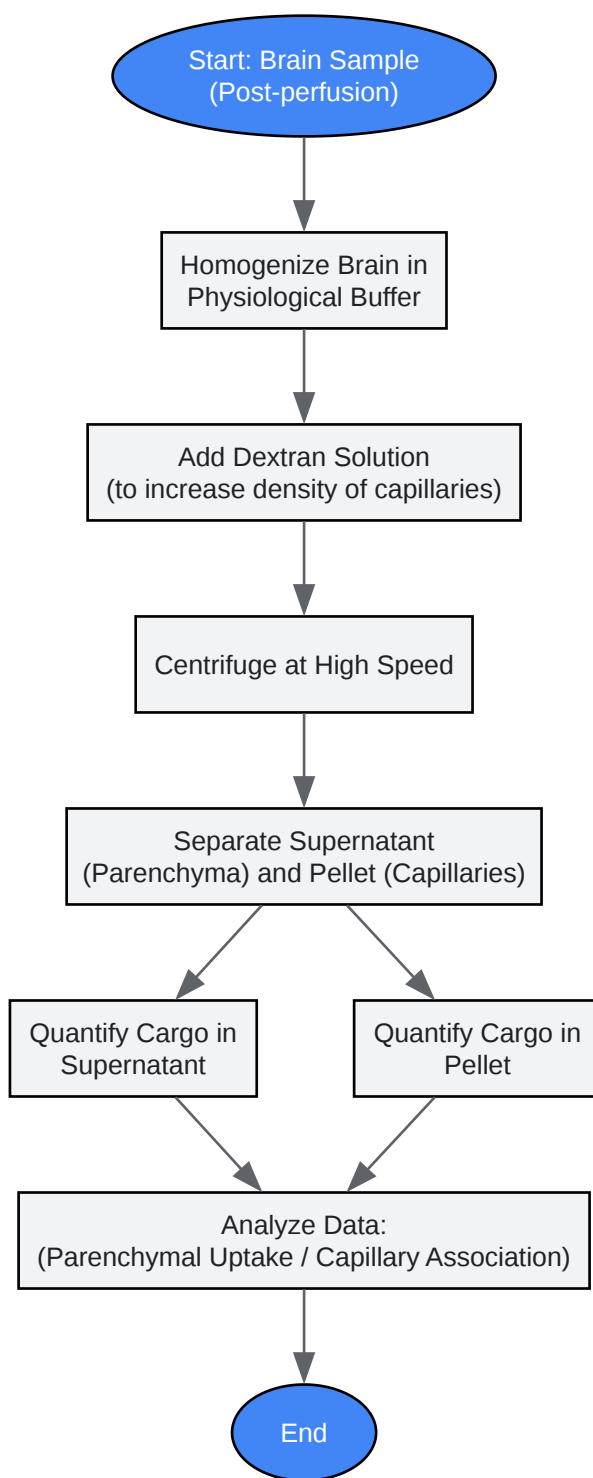 Start: Brain Sample
(Post-perfusion)
Homogenize Brain in
Physiological Buffer
Add Dextran Solution
(to increase density of capillaries)
Centrifuge at High Speed
Separate Supernatant
(Parenchyma) and Pellet (Capillaries)
Quantify Cargo in
Supernatant
Quantify Cargo in
Pellet
Analyze Data:
(Parenchymal Uptake / Capillary Association)
End